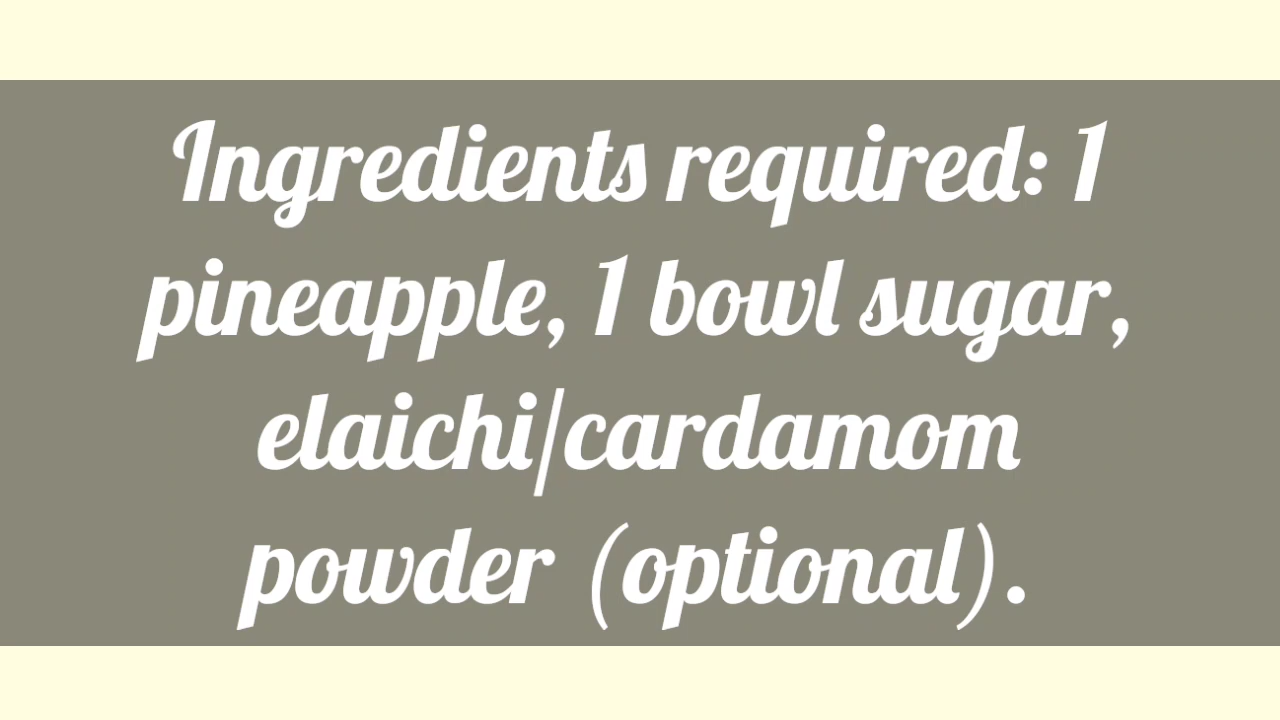 Ingredients required: 1
pineapple, 1 bowl sugar,
elaichi/cardamom
powder (optional).